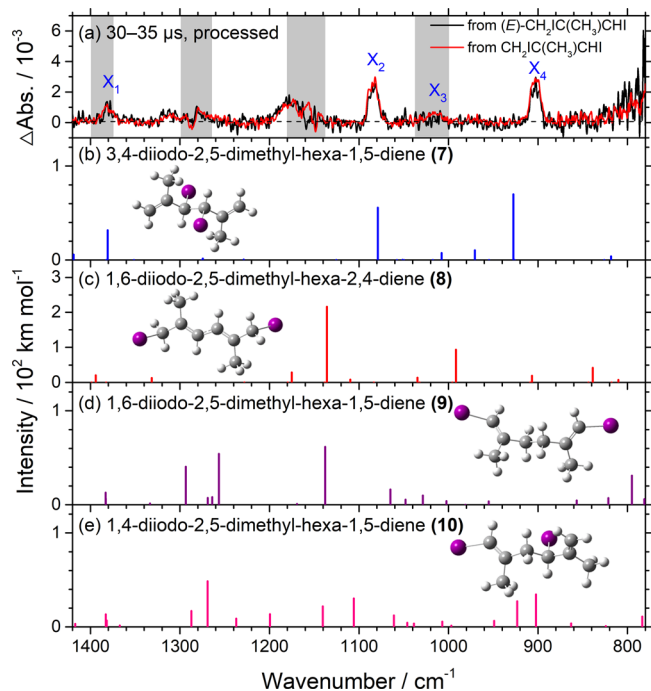 (a) 30–35 µs, processed
from (E)-CH₂IC(CH₃)CHI
from CH₂IC(CH₃)CHI
X₁
X₂
X₃
X₄
6
4
2
0
ΔAbs. / 10⁻³
(b) 3,4-diiodo-2,5-dimethyl-hexa-1,5-diene (7)
1
0
(c) 1,6-diiodo-2,5-dimethyl-hexa-2,4-diene (8)
3
2
1
0
(d) 1,6-diiodo-2,5-dimethyl-hexa-1,5-diene (9)
1
0
(e) 1,4-diiodo-2,5-dimethyl-hexa-1,5-diene (10)
1
0
Intensity / 10² km mol⁻¹
1400 1300 1200 1100 1000 900 800
Wavenumber / cm⁻¹